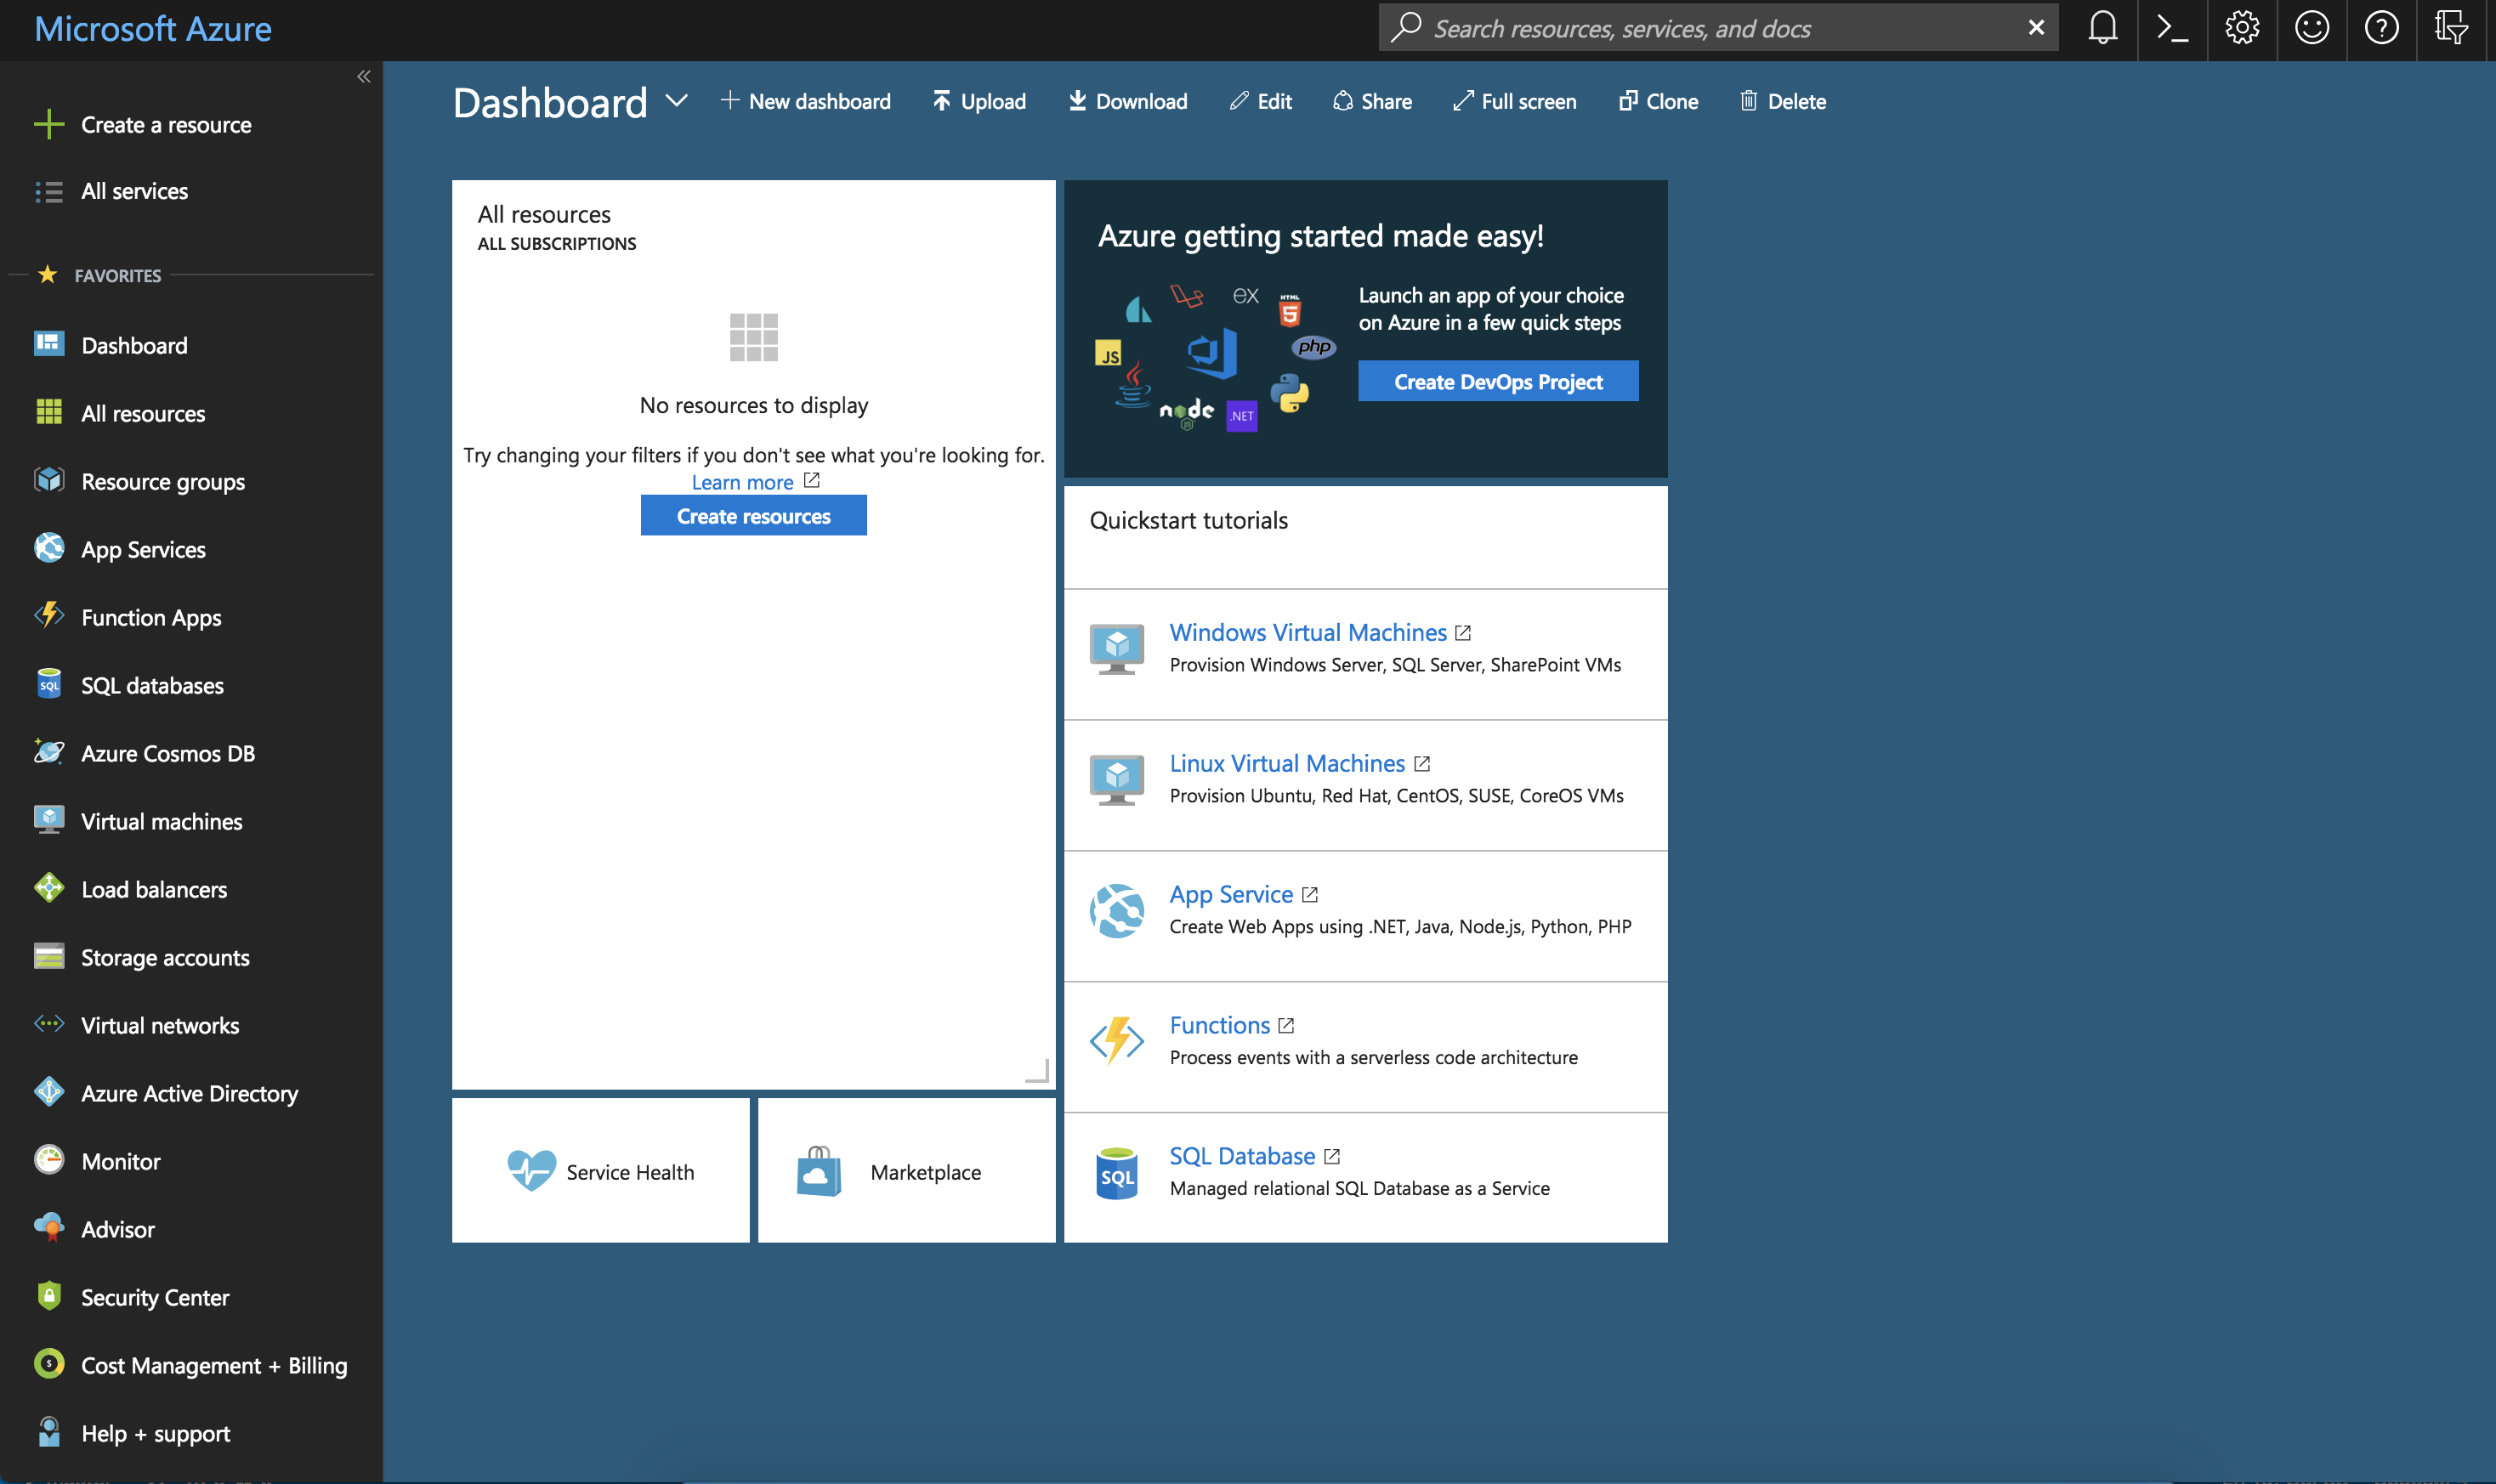 Microsoft Azure
Search resources, services, and docs
Create a resource
All services
FAVORITES
Dashboard
All resources
Resource groups
App Services
Function Apps
SQL databases
SQL
Azure Cosmos DB
Virtual machines
Load balancers
Storage accounts
Virtual networks
Azure Active Directory
Monitor
Advisor
Security Center
Cost Management + Billing
Help + support
Dashboard
New dashboard
Upload
Download
Edit
Share
Full screen
Clone
Delete
All resources
ALL SUBSCRIPTIONS
No resources to display
Try changing your filters if you don't see what you're looking for.
Learn more
Create resources
Service Health
Marketplace
Azure getting started made easy!
ex
HTML
5
JS
php
node
JS
.NET
Launch an app of your choice
on Azure in a few quick steps
Create DevOps Project
Quickstart tutorials
Windows Virtual Machines
Provision Windows Server, SQL Server, SharePoint VMs
Linux Virtual Machines
Provision Ubuntu, Red Hat, CentOS, SUSE, CoreOS VMs
App Service
Create Web Apps using .NET, Java, Node.js, Python, PHP
Functions
Process events with a serverless code architecture
SQL
SQL Database
Managed relational SQL Database as a Service